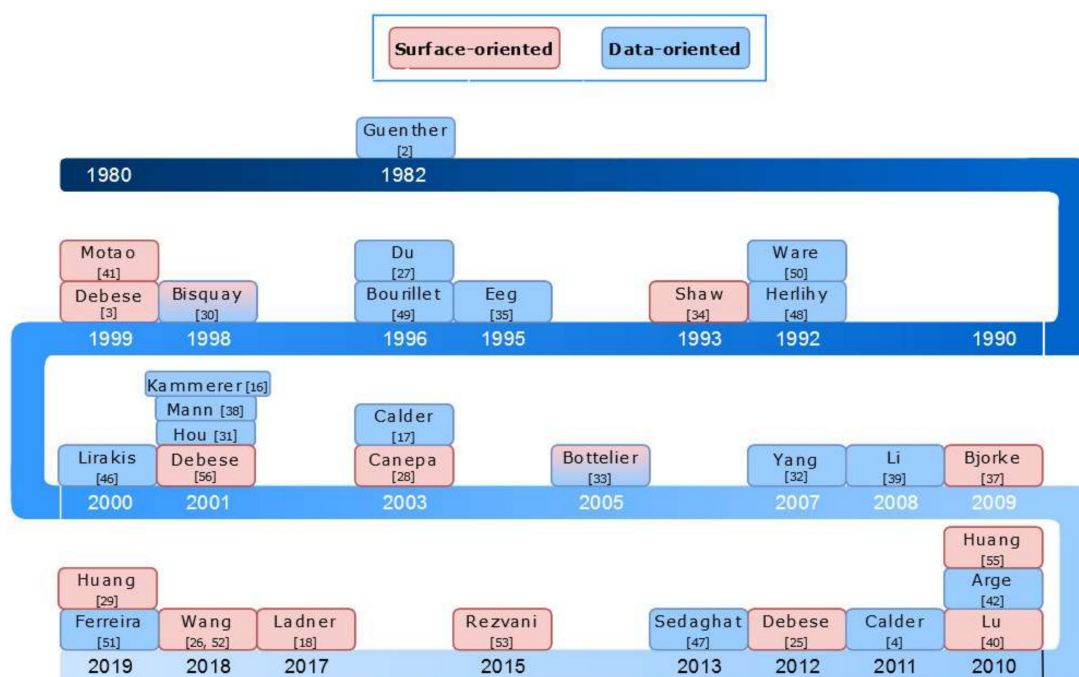 Surface-oriented
Data-oriented
Guenther
[2]
1980
1982
Motao
[41]
Du
[27]
Ware
[50]
Debese
[3]
Bisquay
[30]
Bourillet
[49]
Eeg
[35]
Shaw
[34]
Herlihy
[48]
1999
1998
1996
1995
1993
1992
1990
Kammerer [16]
Mann [38]
Hou [31]
Calder
[17]
Lirakis
[46]
Debese
[56]
Canepa
[28]
Bottelier
[33]
Yang
[32]
Li
[39]
Bjorke
[37]
2000
2001
2003
2005
2007
2008
2009
Huang
[55]
Huang
[29]
Arge
[42]
Ferreira
[51]
Wang
[26, 52]
Ladner
[18]
Rezvani
[53]
Sedaghat
[47]
Debese
[25]
Calder
[4]
Lu
[40]
2019
2018
2017
2015
2013
2012
2011
2010